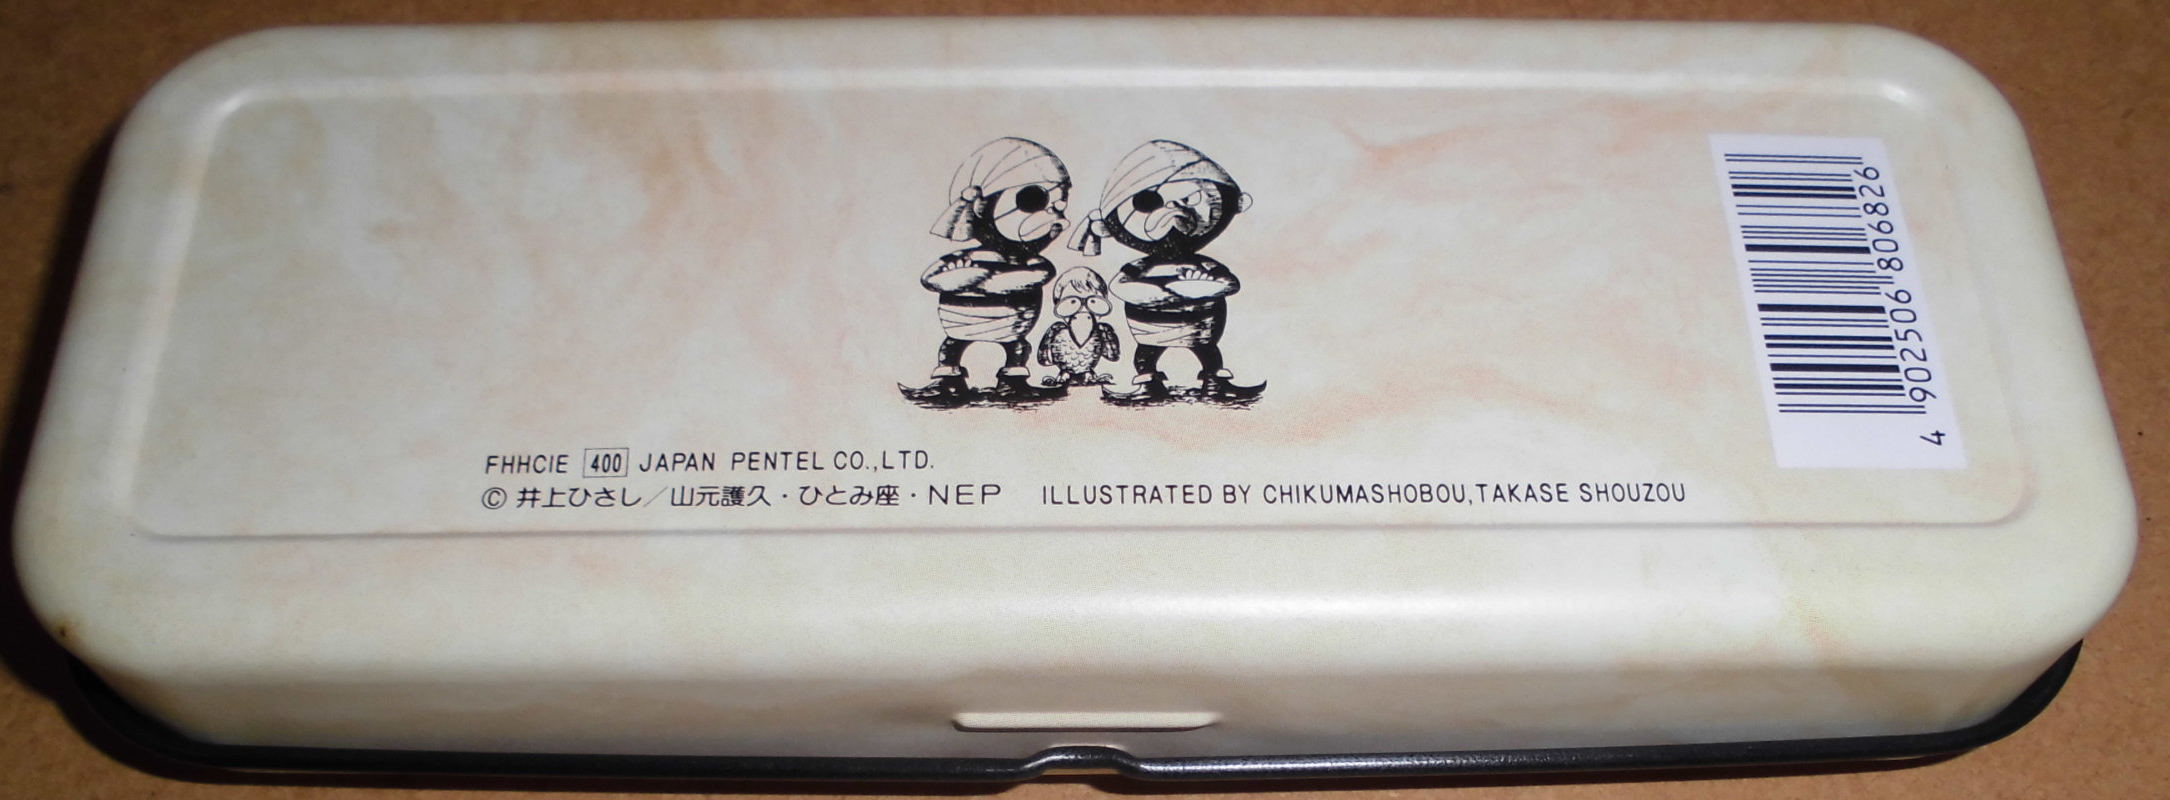 FHHCIE 400 JAPAN PENTEL CO.,LTD.
© 井上ひさし／山元護久・ひとみ座・NEP ILLUSTRATED BY CHIKUMASHOBOU,TAKASE SHOUZOU
4 902506 806826